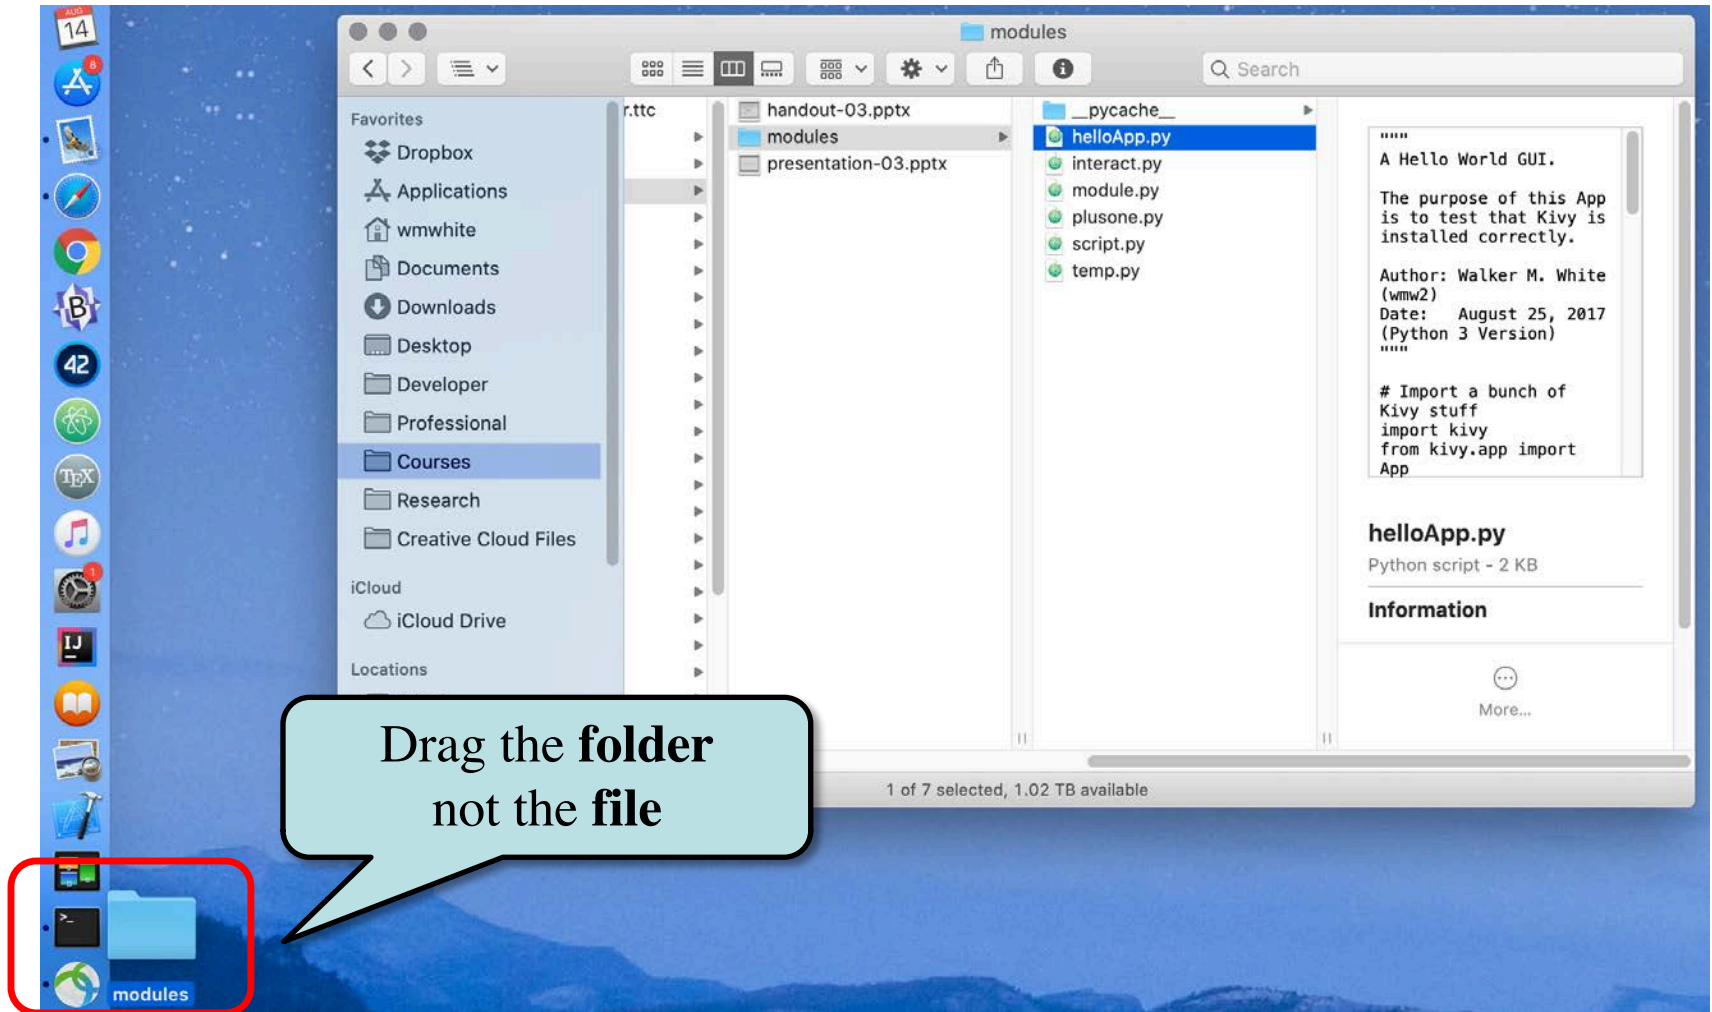 AUG
14
8
B
42
TEX
1
IJ
>_
modules
modules
Search
Favorites
Dropbox
Applications
wmwhite
Documents
Downloads
Desktop
Developer
Professional
Courses
Research
Creative Cloud Files
iCloud
iCloud Drive
Locations
r.ttc
handout-03.pptx
modules
presentation-03.pptx
__pycache__
helloApp.py
interact.py
module.py
plusone.py
script.py
temp.py
"""
A Hello World GUI.
The purpose of this App
is to test that Kivy is
installed correctly.
Author: Walker M. White
(wmw2)
Date: August 25, 2017
(Python 3 Version)
"""
# Import a bunch of
Kivy stuff
import kivy
from kivy.app import
App
helloApp.py
Python script - 2 KB
Information
More...
1 of 7 selected, 1.02 TB available
Drag the folder
not the file